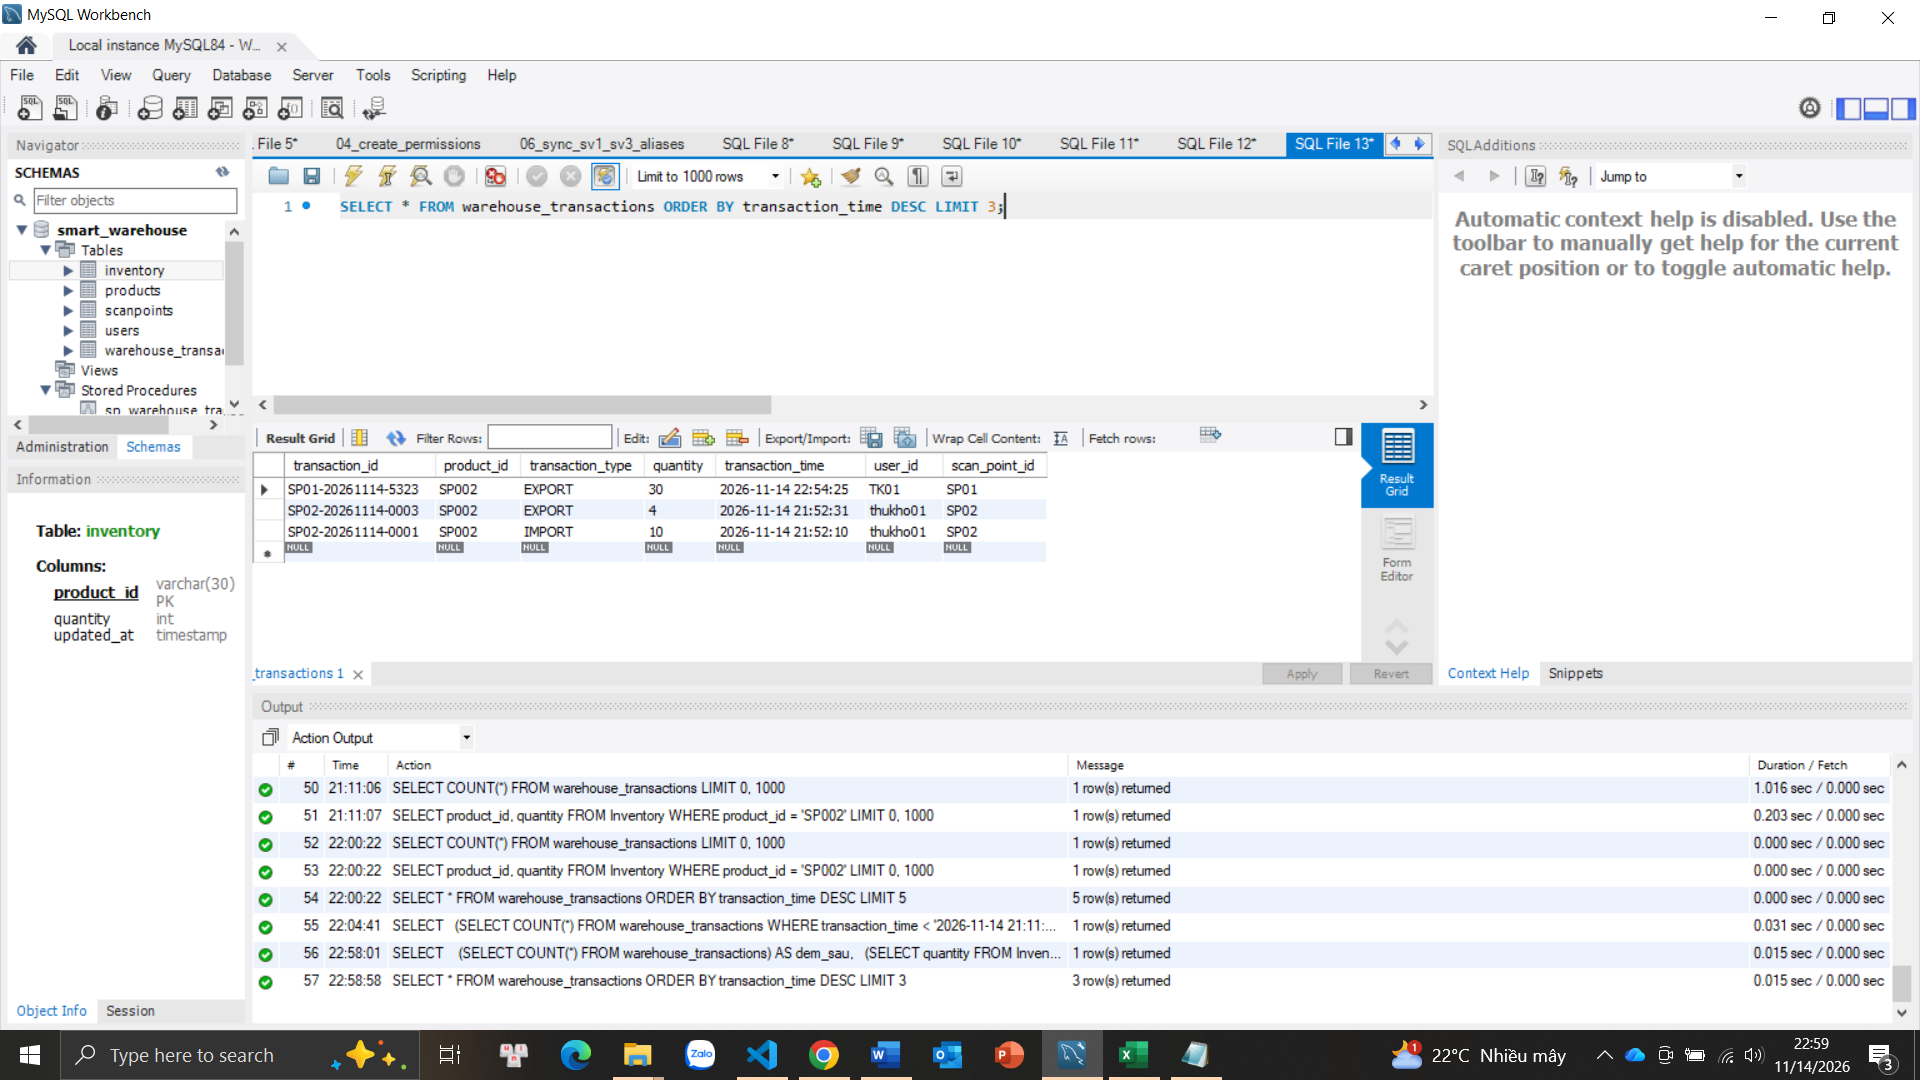 MySQL Workbench
Local instance MySQL84 - W...
File Edit View Query Database Server Tools Scripting Help
Navigator
SCHEMAS
Filter objects
smart_warehouse
Tables
inventory
products
scanpoints
users
warehouse_transa
Views
Stored Procedures
sp_warehouse_tra
Administration Schemas
Information
Table: inventory
Columns:
product_id varchar(30) PK
quantity int
updated_at timestamp
Object Info Session
File 5* 04_create_permissions 06_sync_sv1_sv3_aliases SQL File 8* SQL File 9* SQL File 10* SQL File 11* SQL File 12* SQL File 13*
Limit to 1000 rows
1 SELECT * FROM warehouse_transactions ORDER BY transaction_time DESC LIMIT 3;
Result Grid Filter Rows: Edit: Export/Import: Wrap Cell Content: Fetch rows:
transaction_id product_id transaction_type quantity transaction_time user_id scan_point_id
SP01-20261114-5323 SP002 EXPORT 30 2026-11-14 22:54:25 TK01 SP01
SP02-20261114-0003 SP002 EXPORT 4 2026-11-14 21:52:31 thukho01 SP02
SP02-20261114-0001 SP002 IMPORT 10 2026-11-14 21:52:10 thukho01 SP02
NULL NULL NULL NULL NULL NULL NULL
Result Grid
Form Editor
_transactions 1
Apply Revert
SQLAdditions
Jump to
Automatic context help is disabled. Use the
toolbar to manually get help for the current
caret position or to toggle automatic help.
Context Help Snippets
Output
Action Output
# Time Action Message Duration / Fetch
50 21:11:06 SELECT COUNT(*) FROM warehouse_transactions LIMIT 0, 1000 1 row(s) returned 1.016 sec / 0.000 sec
51 21:11:07 SELECT product_id, quantity FROM Inventory WHERE product_id = 'SP002' LIMIT 0, 1000 1 row(s) returned 0.203 sec / 0.000 sec
52 22:00:22 SELECT COUNT(*) FROM warehouse_transactions LIMIT 0, 1000 1 row(s) returned 0.000 sec / 0.000 sec
53 22:00:22 SELECT product_id, quantity FROM Inventory WHERE product_id = 'SP002' LIMIT 0, 1000 1 row(s) returned 0.000 sec / 0.000 sec
54 22:00:22 SELECT * FROM warehouse_transactions ORDER BY transaction_time DESC LIMIT 5 5 row(s) returned 0.000 sec / 0.000 sec
55 22:04:41 SELECT (SELECT COUNT(*) FROM warehouse_transactions WHERE transaction_time < '2026-11-14 21:11:... 1 row(s) returned 0.031 sec / 0.000 sec
56 22:58:01 SELECT (SELECT COUNT(*) FROM warehouse_transactions) AS dem_sau, (SELECT quantity FROM Inven... 1 row(s) returned 0.015 sec / 0.000 sec
57 22:58:58 SELECT * FROM warehouse_transactions ORDER BY transaction_time DESC LIMIT 3 3 row(s) returned 0.015 sec / 0.000 sec
Type here to search
Zalo
1
22°C Nhiều mây
22:59
11/14/2026
3